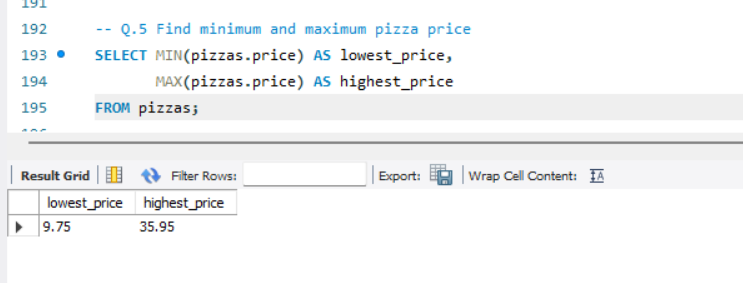 191
192 -- Q.5 Find minimum and maximum pizza price
193 SELECT MIN(pizzas.price) AS lowest_price,
194 MAX(pizzas.price) AS highest_price
195 FROM pizzas;
Result Grid Filter Rows: Export: Wrap Cell Content: IA
lowest_price highest_price
9.75 35.95